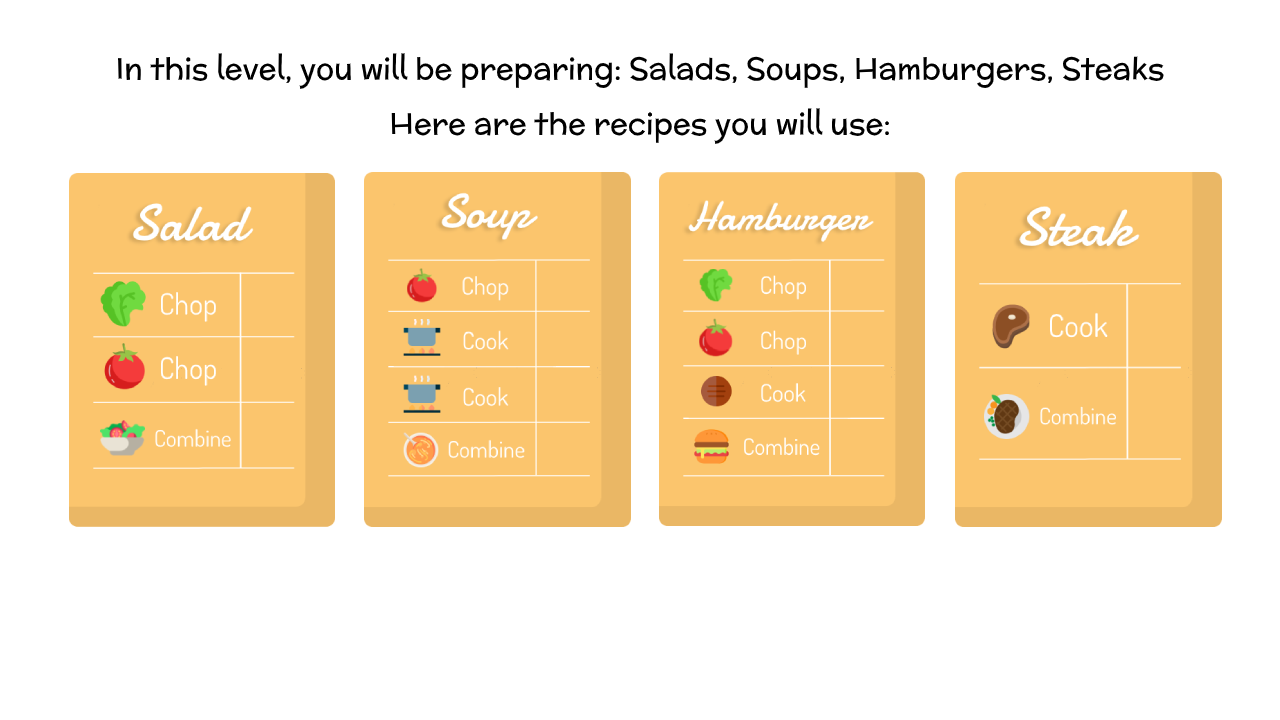 In this level, you will be preparing: Salads, Soups, Hamburgers, Steaks
Here are the recipes you will use:
Salad
Chop
Chop
Combine
Soup
Chop
Cook
Cook
Combine
Hamburger
Chop
Chop
Cook
Combine
Steak
Cook
Combine